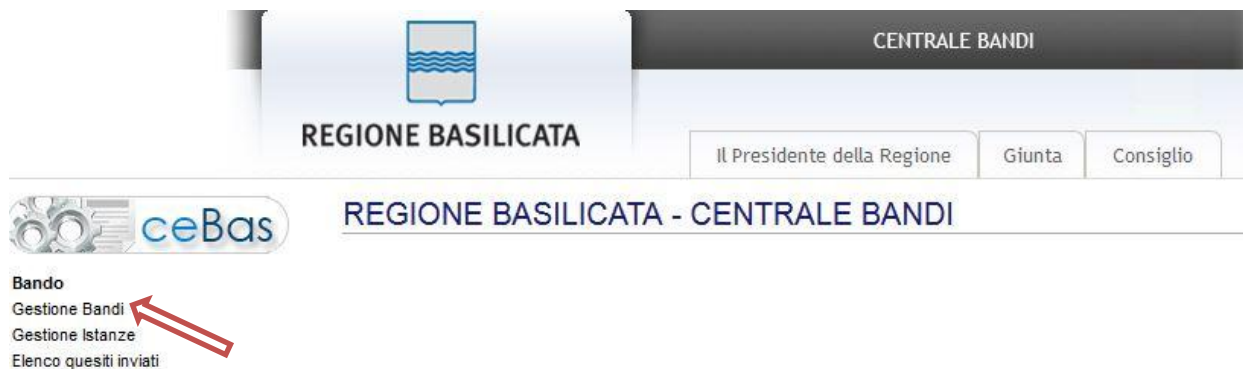 CENTRALE BANDI
REGIONE BASILICATA
Il Presidente della Regione Giunta Consiglio
ceBas
REGIONE BASILICATA - CENTRALE BANDI
Bando
Gestione Bandi
Gestione Istanze
Elenco quesiti inviati